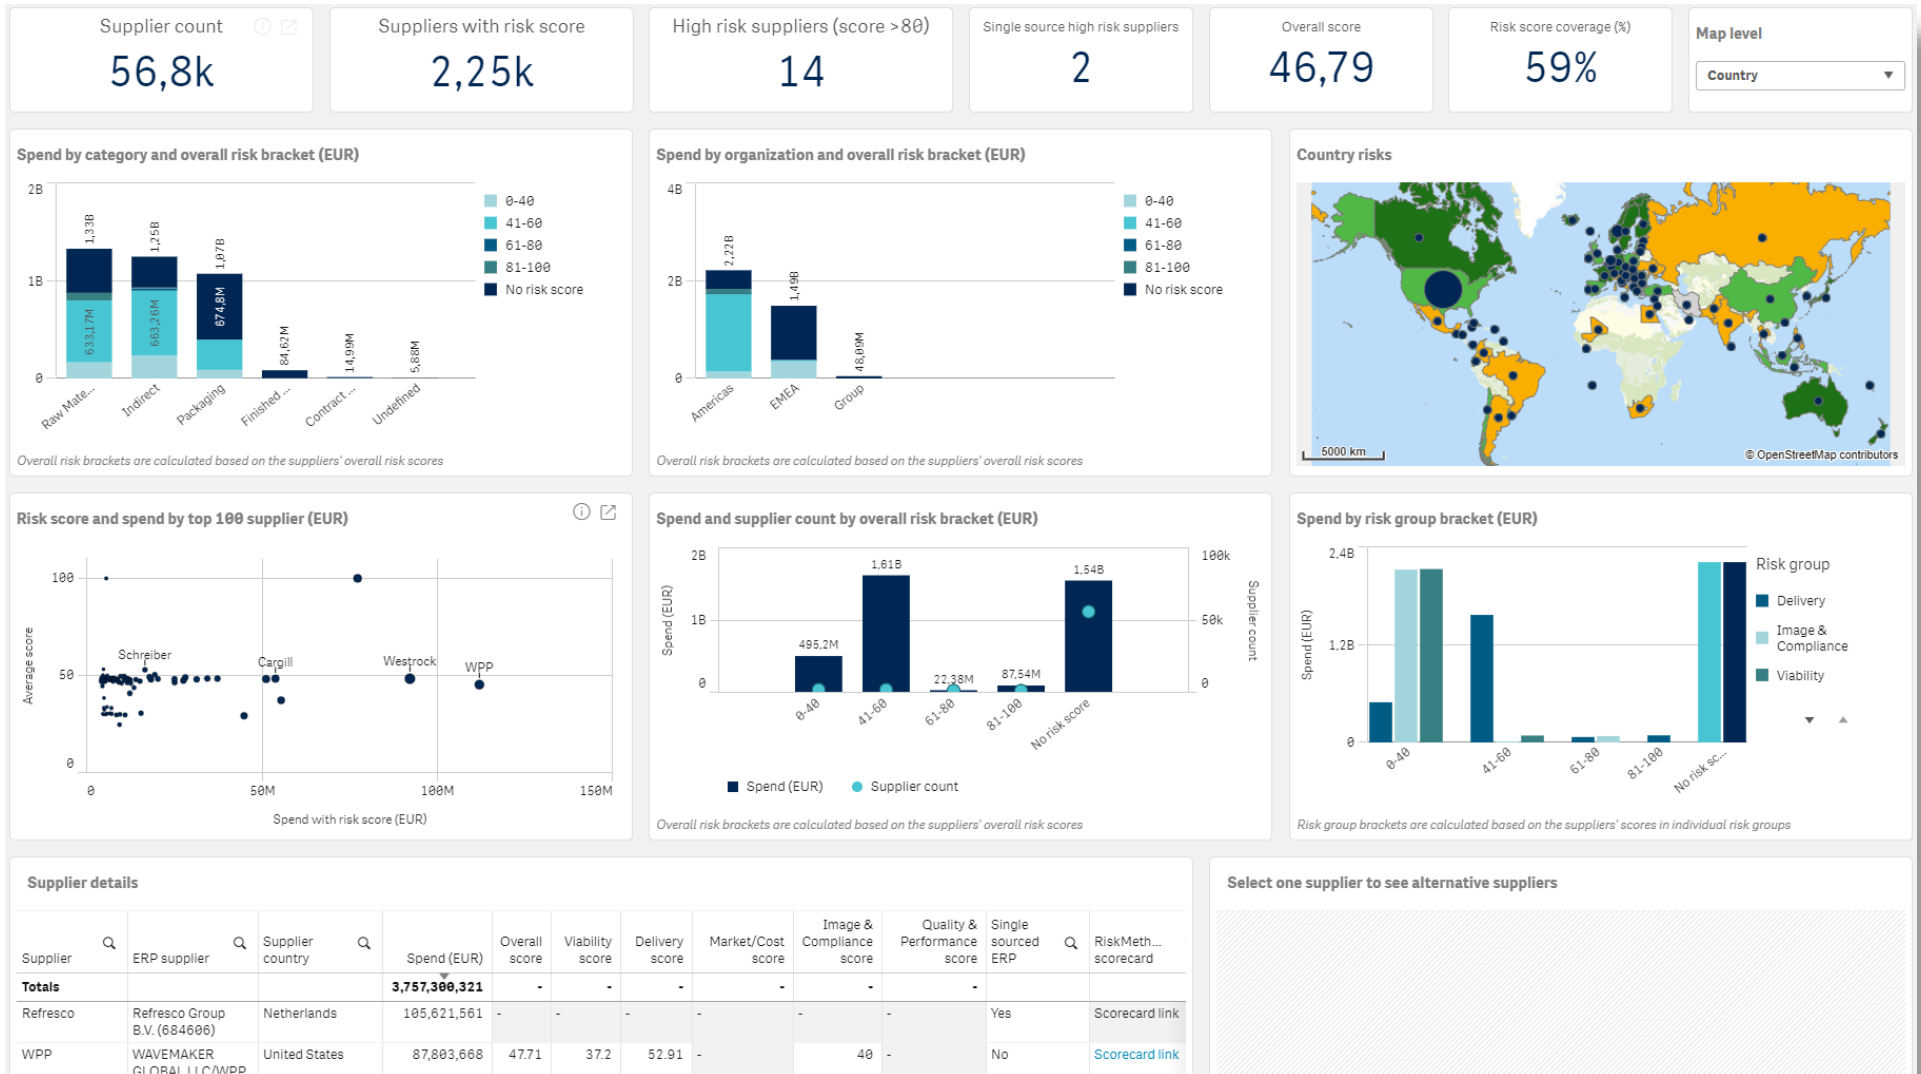 Supplier count
56,8k
Suppliers with risk score
2,25k
High risk suppliers (score >80)
14
Single source high risk suppliers
2
Overall score
46,79
Risk score coverage (%)
59%
Map level
Country
Spend by category and overall risk bracket (EUR)
2B
1B
0
1,33B
1,25B
1,07B
84,62M
14,99M
5,88M
633,17M
663,26M
674,8M
Raw Mate...
Indirect
Packaging
Finished ...
Contract ...
Undefined
0-40
41-60
61-80
81-100
No risk score
Overall risk brackets are calculated based on the suppliers' overall risk scores
Spend by organization and overall risk bracket (EUR)
4B
2B
0
2,22B
1,49B
48,09M
Americas
EMEA
Group
0-40
41-60
61-80
81-100
No risk score
Overall risk brackets are calculated based on the suppliers' overall risk scores
Country risks
5000 km
© OpenStreetMap contributors
Risk score and spend by top 100 supplier (EUR)
Average score
100
50
0
Schreiber
Cargill
Westrock
WPP
0
50M
100M
150M
Spend with risk score (EUR)
Spend and supplier count by overall risk bracket (EUR)
Spend (EUR)
2B
1B
0
495,2M
1,61B
22,38M
87,54M
1,54B
100k
50k
0
Supplier count
0-40
41-60
61-80
81-100
No risk score
Spend (EUR)
Supplier count
Overall risk brackets are calculated based on the suppliers' overall risk scores
Spend by risk group bracket (EUR)
Spend (EUR)
2,4B
1,2B
0
0-40
41-60
61-80
81-100
No risk sc...
Risk group
Delivery
Image &
Compliance
Viability
Risk group brackets are calculated based on the suppliers' scores in individual risk groups
Supplier details
Supplier
ERP supplier
Supplier
country
Spend (EUR)
Overall
score
Viability
score
Delivery
score
Market/Cost
score
Image &
Compliance
score
Quality &
Performance
score
Single
sourced
ERP
RiskMeth...
scorecard
Totals 3,757,300,321 - - - - - -
Refresco Refresco Group Netherlands 105,621,561 - - - - - - Yes Scorecard link
B.V. (684606)
WPP WAVEMAKER United States 87,803,668 47.71 37.2 52.91 - 40 - No Scorecard link
GLOBAL LLC/WPP
Select one supplier to see alternative suppliers